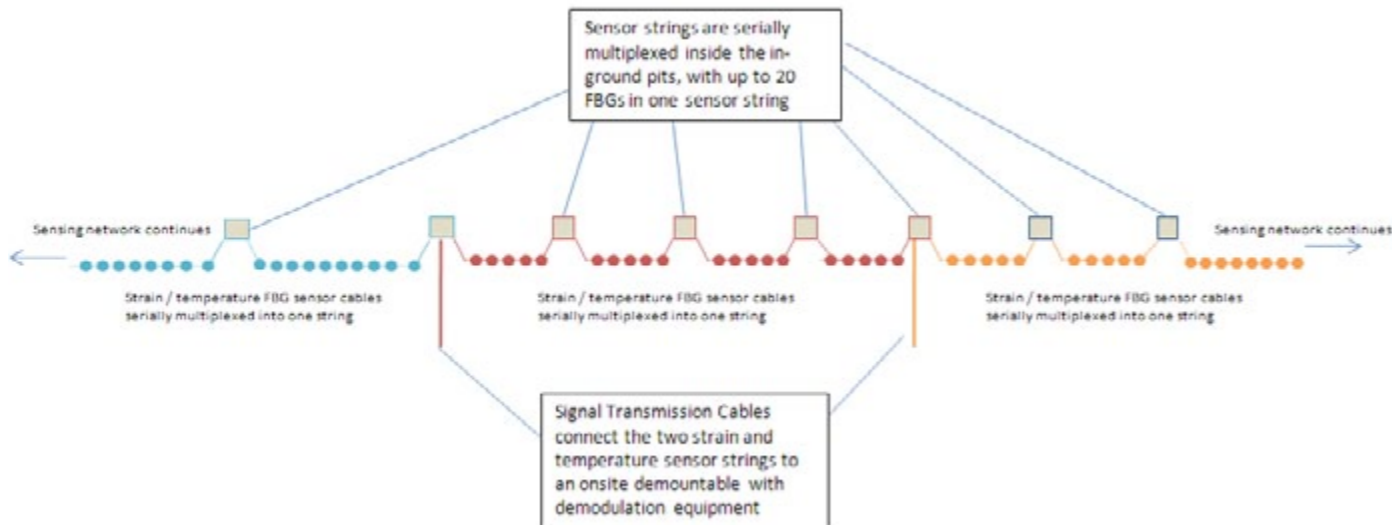 Sensor strings are serially
multiplexed inside the in-
ground pits, with up to 20
FBGs in one sensor string
Sensing network continues
Sensing network continues
Strain / temperature FBG sensor cables
serially multiplexed into one string
Strain / temperature FBG sensor cables
serially multiplexed into one string
Strain / temperature FBG sensor cables
serially multiplexed into one string
Signal Transmission Cables
connect the two strain and
temperature sensor strings to
an onsite demountable with
demodulation equipment